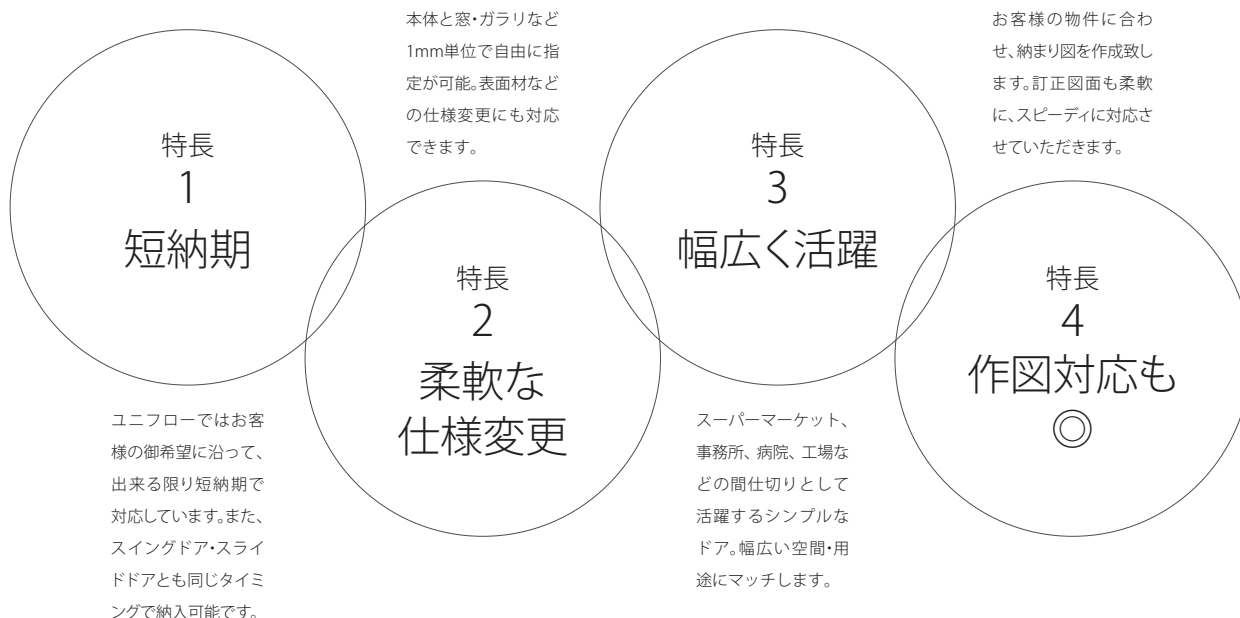 特長
1
短納期
ユニフローではお客
様の御希望に沿って、
出来る限り短納期で
対応しています。また、
スイングドア・スライ
ドドアとも同じタイミ
ングで納入可能です。
本体と窓・ガラリなど
1mm単位で自由に指
定が可能。表面材など
の仕様変更にも対応
できます。
特長
2
柔軟な
仕様変更
特長
3
幅広く活躍
スーパーマーケット、
事務所、病院、工場な
どの間仕切りとして
活躍するシンプルな
ドア。幅広い空間・用
途にマッチします。
お客様の物件に合わ
せ、納まり図を作成致し
ます。訂正図面も柔軟
に、スピーディに対応さ
せていただきます。
特長
4
作図対応も
◎